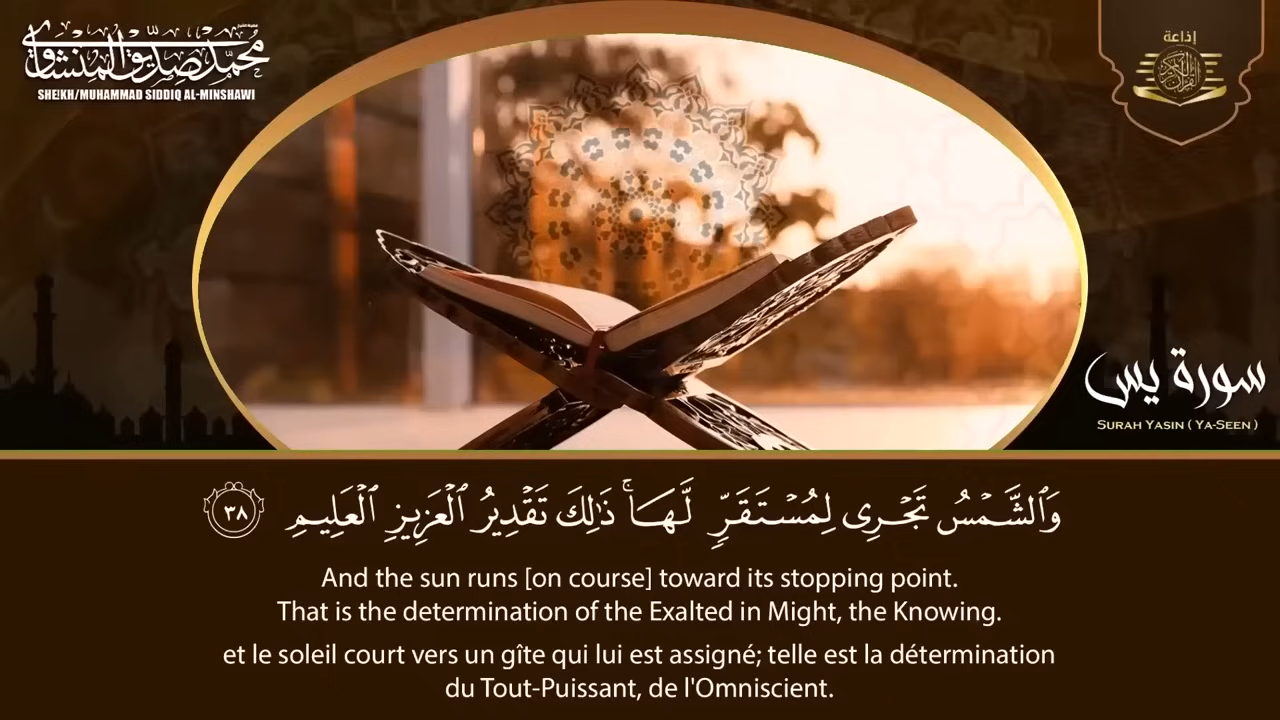 محمد صديق المنشاوي
SHEIKH/MUHAMMAD SIDDIQ AL-MINSHAWI
إذاعة
القرآن الكريم
سورة يس
SURAH YASIN ( YA-SEEN )
وَٱلشَّمْسُ تَجْرِى لِمُسْتَقَرٍّ لَّهَا ۚ ذَٰلِكَ تَقْدِيرُ ٱلْعَزِيزِ ٱلْعَلِيمِ ٣٨
And the sun runs [on course] toward its stopping point.
That is the determination of the Exalted in Might, the Knowing.
et le soleil court vers un gîte qui lui est assigné; telle est la détermination
du Tout-Puissant, de l'Omniscient.